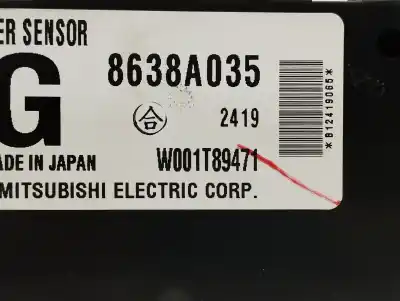 ER SENSOR
G
8638A035
合
2419
ADE IN JAPAN
W001T89471
MITSUBISHI ELECTRIC CORP.
*B12419065*